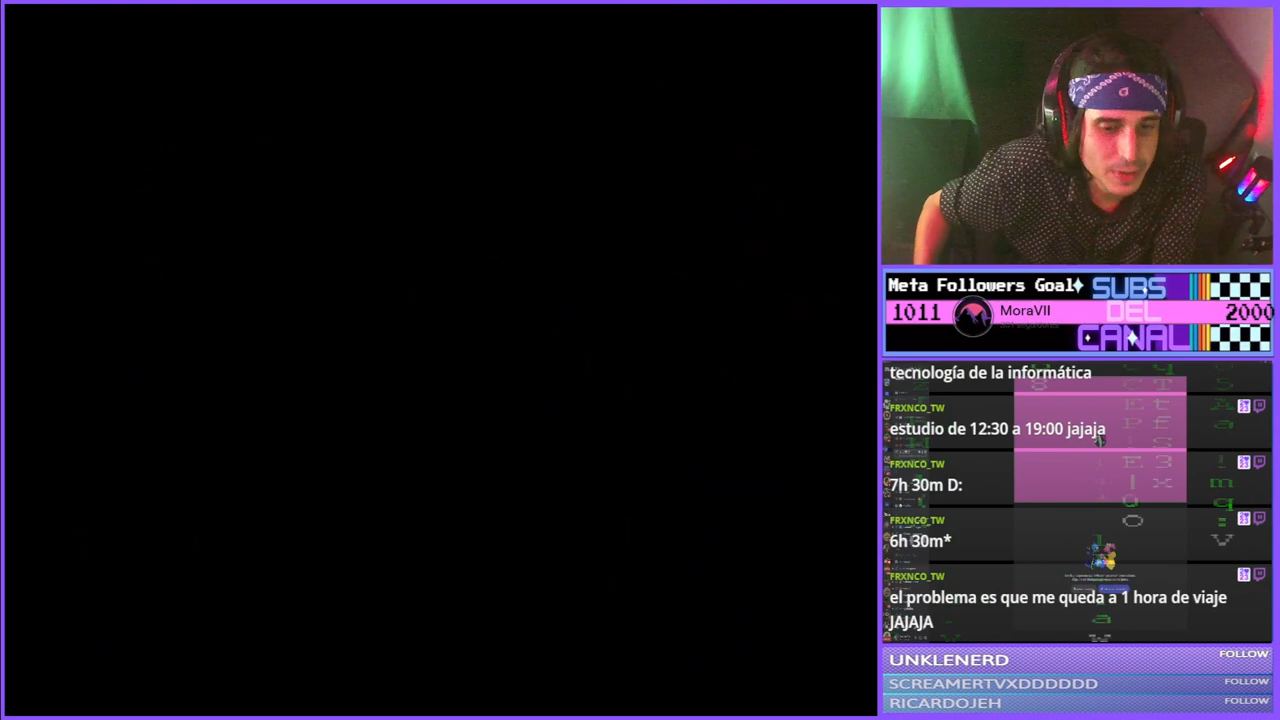 Meta Followers Goal
SUBS
DEL
CANAL
1011
MoraVII
2000
tecnología de la informática
FRXNCO_TW
estudio de 12:30 a 19:00 jajaja
FRXNCO_TW
7h 30m D:
FRXNCO_TW
6h 30m*
FRXNCO_TW
el problema es que me queda a 1 hora de viaje
JAJAJA
UNKLENERD
FOLLOW
SCREAMERTVXDDDDDD
FOLLOW
RICARDOJEH
FOLLOW